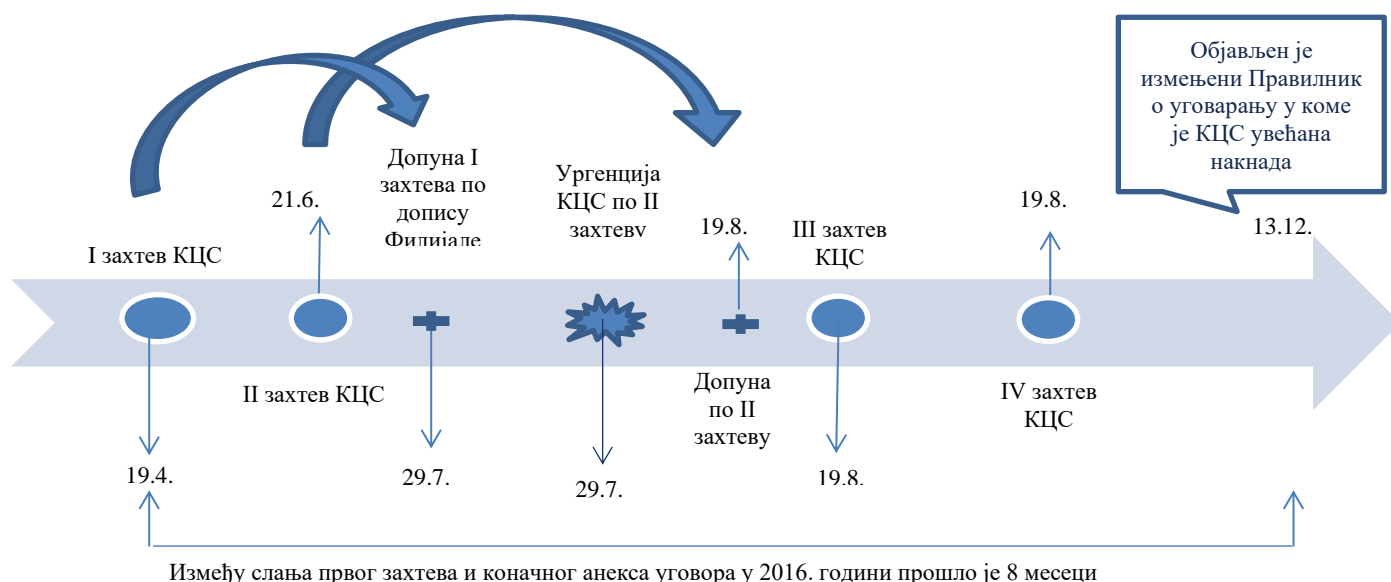 Објављен је
измењени Правилник
о уговарању у коме
је КЦС увећана
накнада
Допуна I
захтева по
допису
Филијале
Ургенција
КЦС по II
захтеву
21.6.
19.8.
III захтев
КЦС
19.8.
13.12.
I захтев КЦС
II захтев КЦС
Допуна
по II
захтеву
IV захтев
КЦС
19.4.
29.7.
29.7.
19.8.
Између слања првог захтева и коначног анекса уговора у 2016. години прошло је 8 месеци